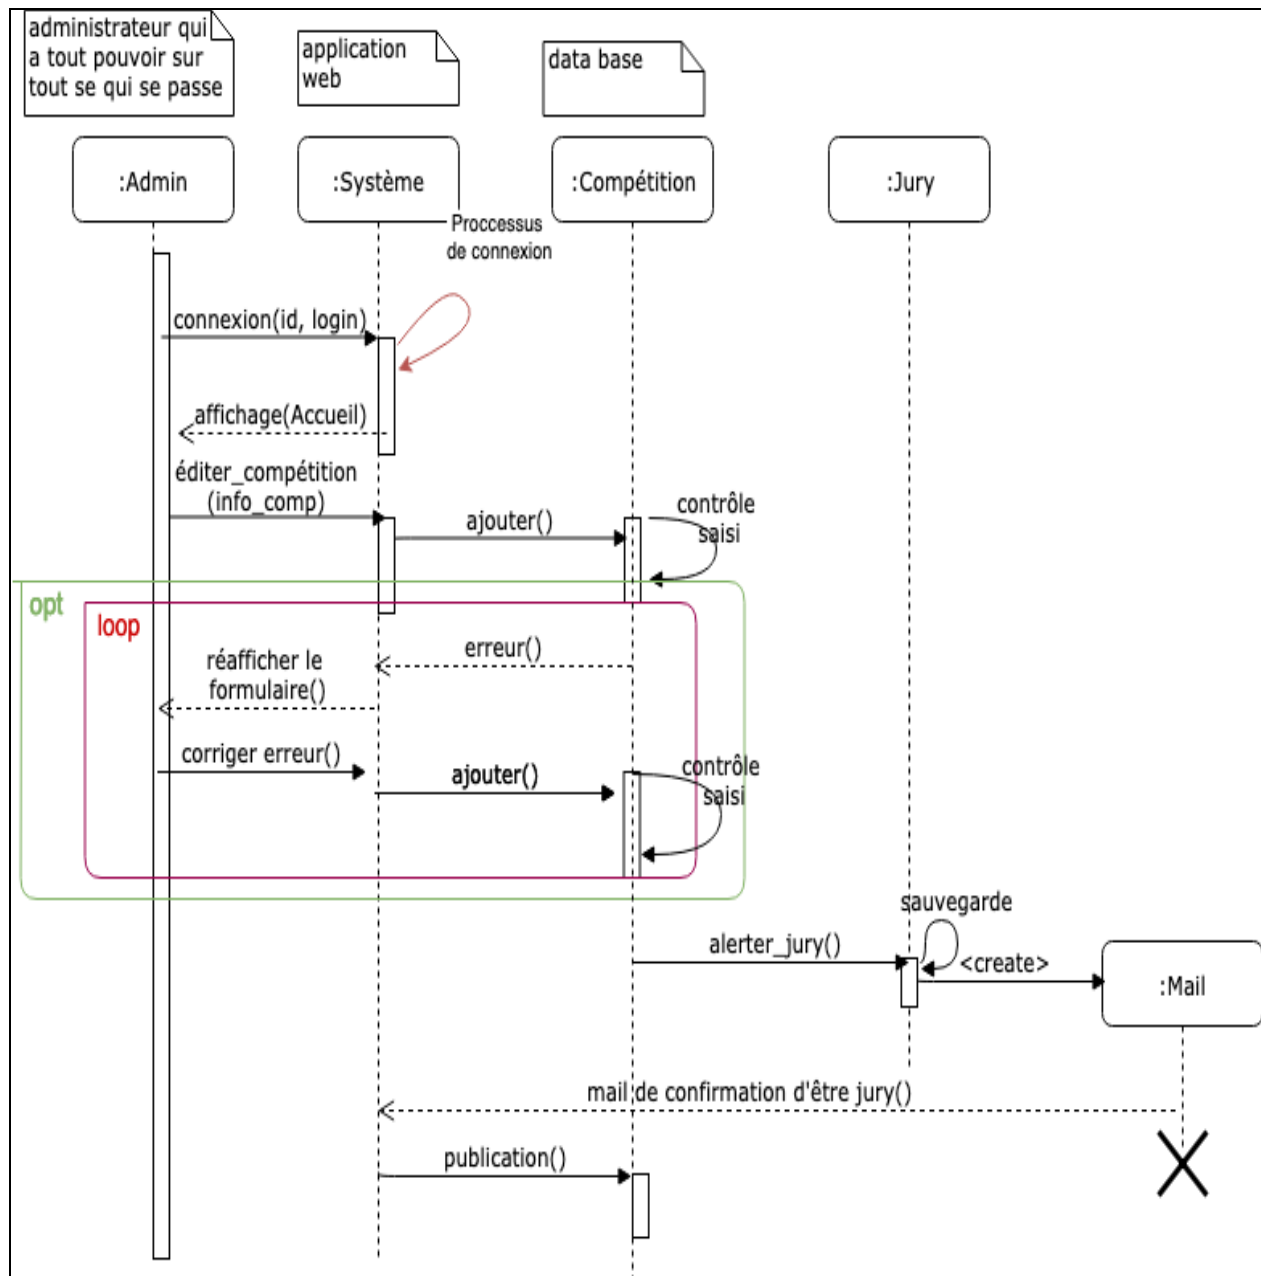 administrateur qui
a tout pouvoir sur
tout se qui se passe
application
web
data base
:Admin
:Système
:Compétition
:Jury
Proccessus
de connexion
connexion(id, login)
affichage(Accueil)
éditer_compétition
(info_comp)
ajouter()
contrôle
saisi
opt
loop
erreur()
réafficher le
formulaire()
corriger erreur()
ajouter()
contrôle
saisi
sauvegarde
alerter_jury()
<create>
:Mail
mail de confirmation d'être jury()
publication()